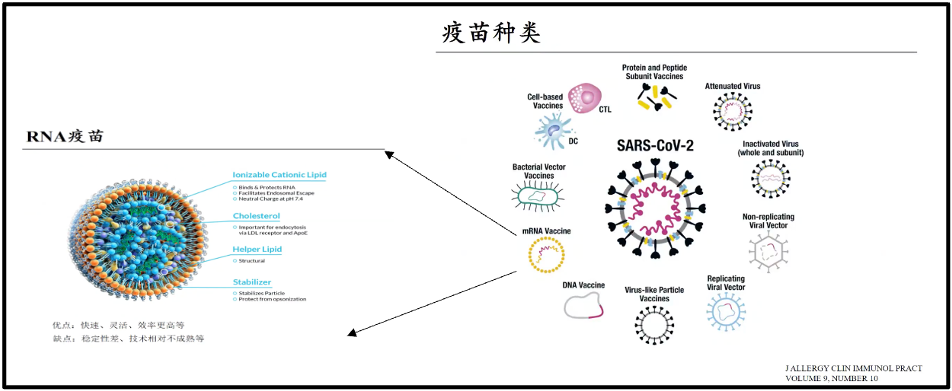 疫苗种类
RNA疫苗
Ionizable Cationic Lipid
Binds & Protects RNA
Facilitates Endosomal Escape
Neutral Charge at pH 7.4
Cholesterol
Important for endocytosis
via LDL receptor and ApoE
Helper Lipid
Structural
Stabilizer
Stabilizes Particle
Protect from opsonization
优点：快速、灵活、效率更高等
缺点：稳定性差、技术相对不成熟等
Protein and Peptide
Subunit Vaccines
Attenuated Virus
Cell-based
Vaccines
CTL
DC
SARS-CoV-2
Inactivated Virus
(whole and subunit)
Bacterial Vector
Vaccines
Non-replicating
Viral Vector
mRNA Vaccine
DNA Vaccine
Virus-like Particle
Vaccines
Replicating
Viral Vector
J ALLERGY CLIN IMMUNOL PRACT
VOLUME 9, NUMBER 10